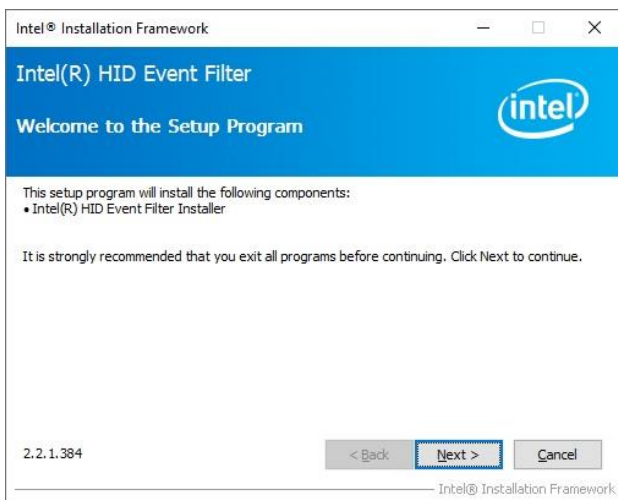 Intel® Installation Framework
Intel(R) HID Event Filter
Welcome to the Setup Program
intel
This setup program will install the following components:
• Intel(R) HID Event Filter Installer
It is strongly recommended that you exit all programs before continuing. Click Next to continue.
2.2.1.384
< Back
Next >
Cancel
Intel® Installation Framework